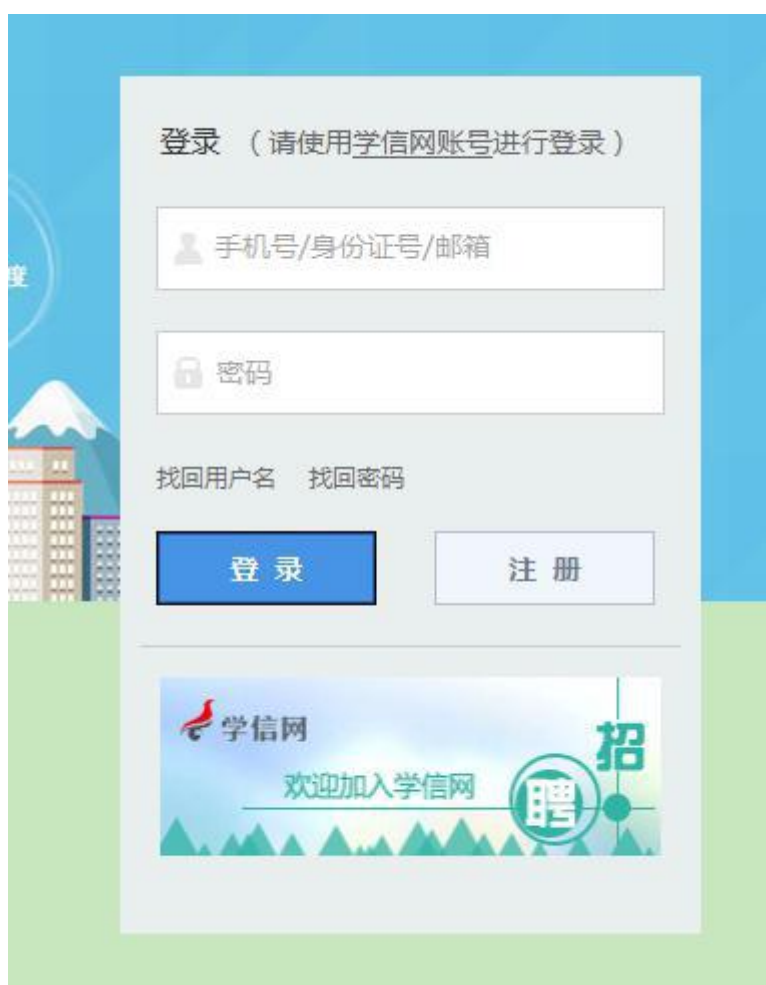 登录 （请使用学信网账号进行登录）
度
手机号/身份证号/邮箱
密码
找回用户名 找回密码
登 录 注 册
学信网
招
欢迎加入学信网
聘